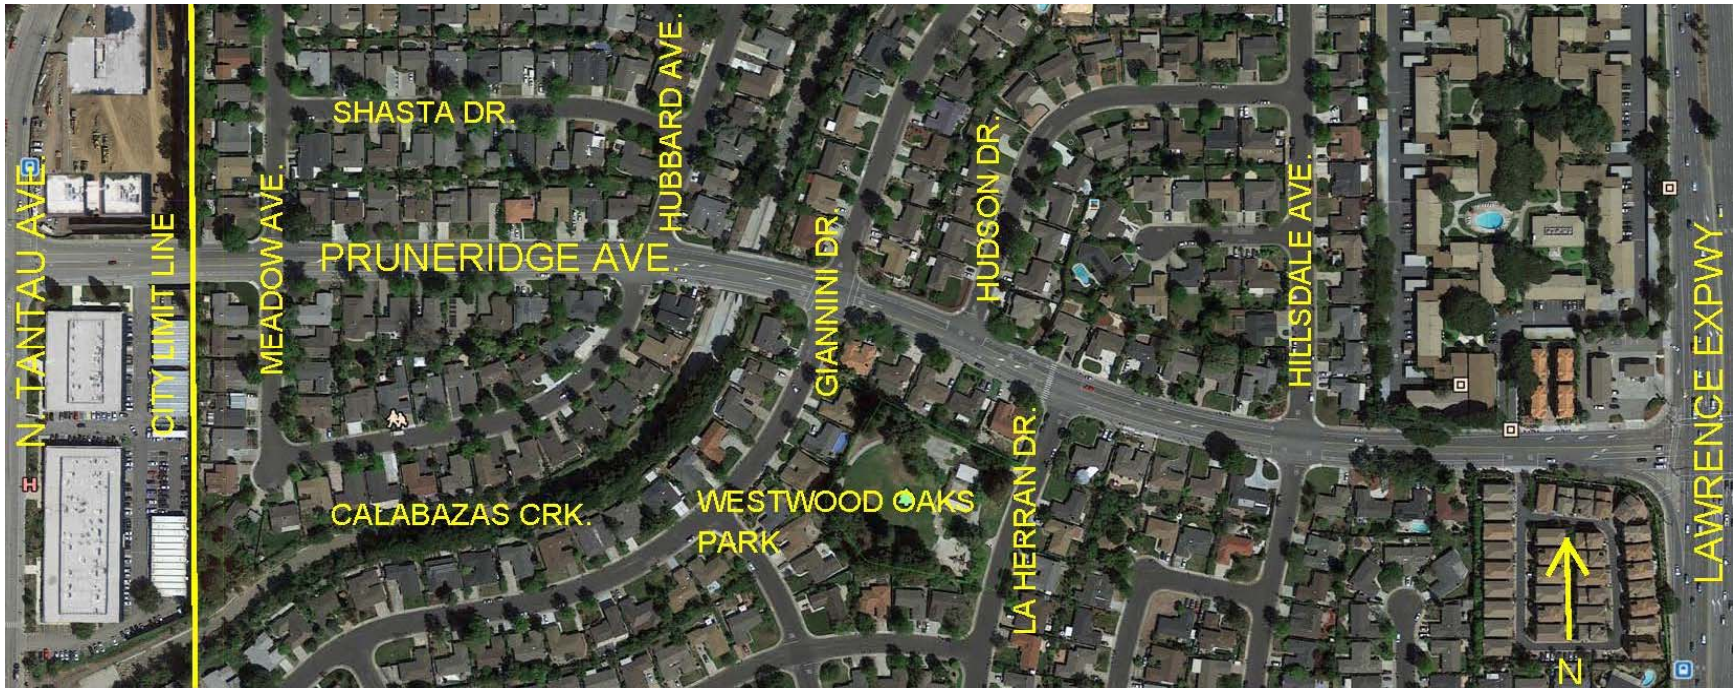 N. TANTAU AVE.
CITY LIMIT LINE
MEADOW AVE.
SHASTA DR.
HUBBARD AVE.
PRUNERIDGE AVE.
GIANNINI DR.
HUDSON DR.
HILLSDALE AVE.
LAWRENCE EXPWY.
CALABAZAS CRK.
WESTWOOD OAKS
PARK
LA HERRAN DR.
N